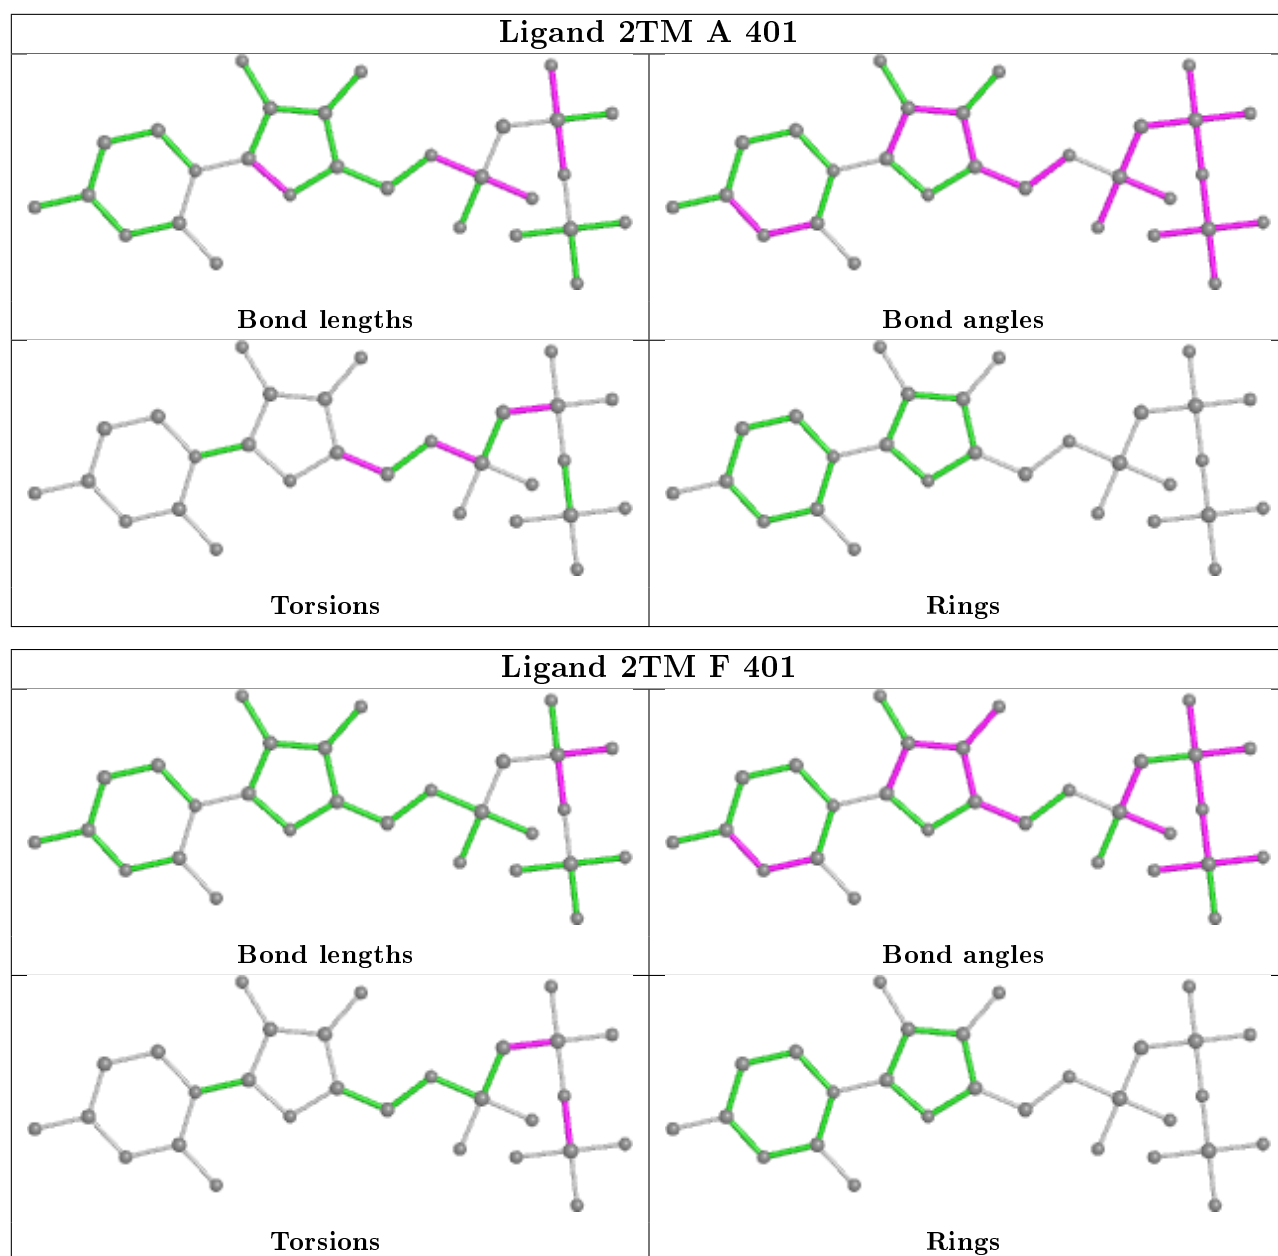 Ligand 2TM A 401
Bond lengths
Bond angles
Torsions
Rings
Ligand 2TM F 401
Bond lengths
Bond angles
Torsions
Rings